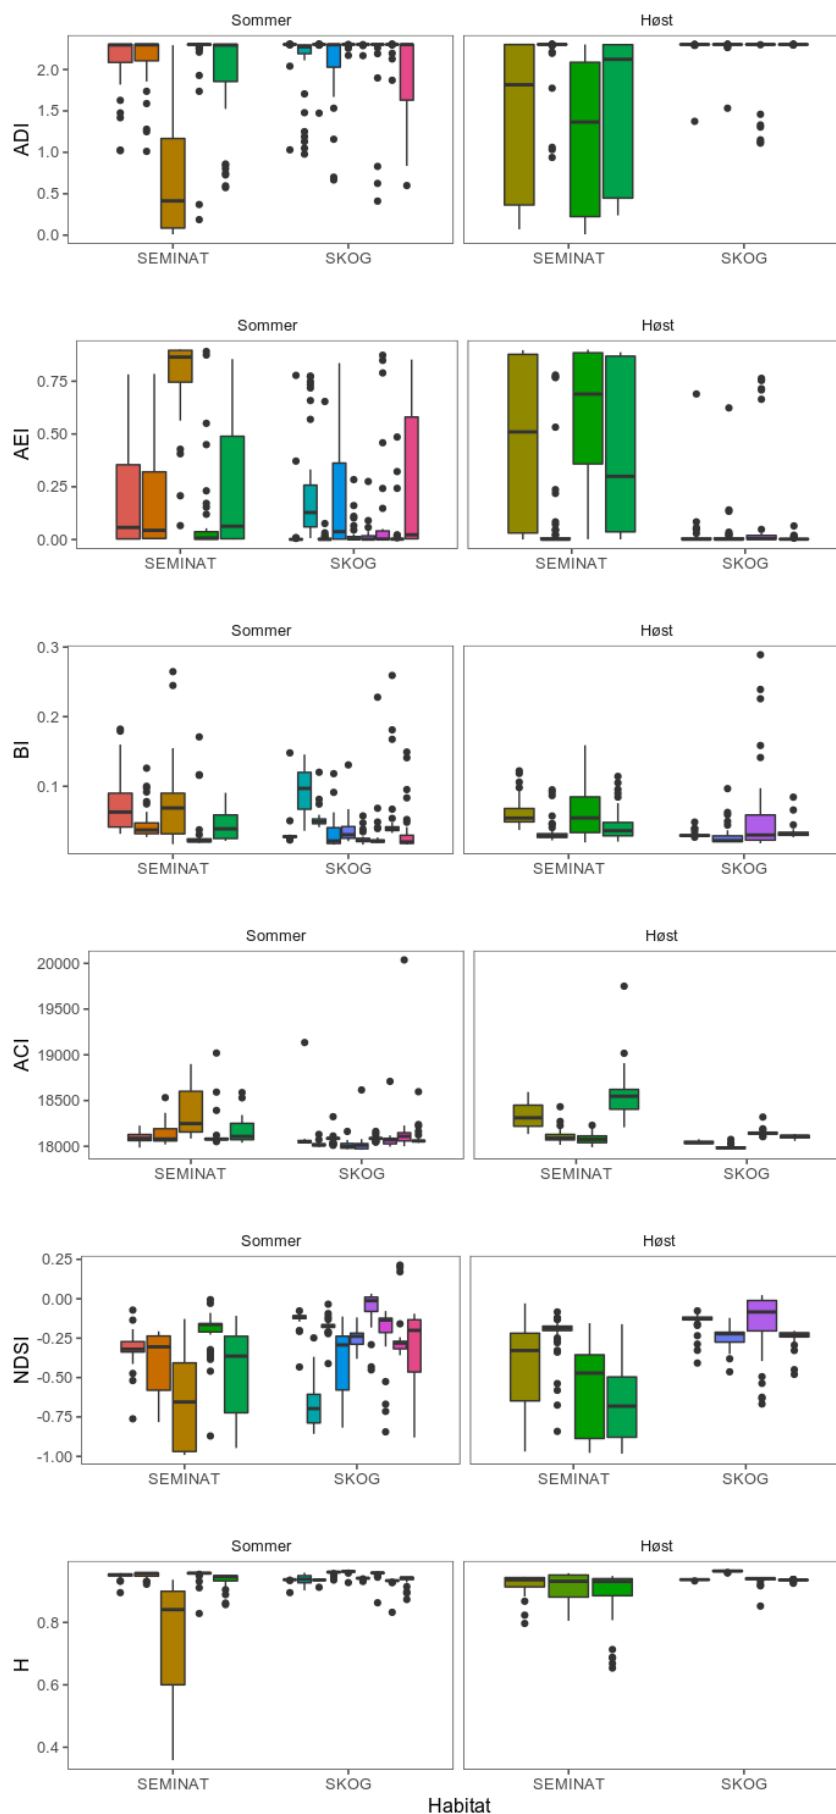 Sommer Høst
ADI
2.0
1.5
1.0
0.5
0.0
SEMINAT SKOG SEMINAT SKOG
Sommer Høst
AEI
0.75
0.50
0.25
0.00
SEMINAT SKOG SEMINAT SKOG
Sommer Høst
BI
0.3
0.2
0.1
SEMINAT SKOG SEMINAT SKOG
Sommer Høst
ACI
20000
19500
19000
18500
18000
SEMINAT SKOG SEMINAT SKOG
Sommer Høst
NDSI
0.25
0.00
-0.25
-0.50
-0.75
-1.00
SEMINAT SKOG SEMINAT SKOG
Sommer Høst
H
0.8
0.6
0.4
SEMINAT SKOG SEMINAT SKOG
Habitat